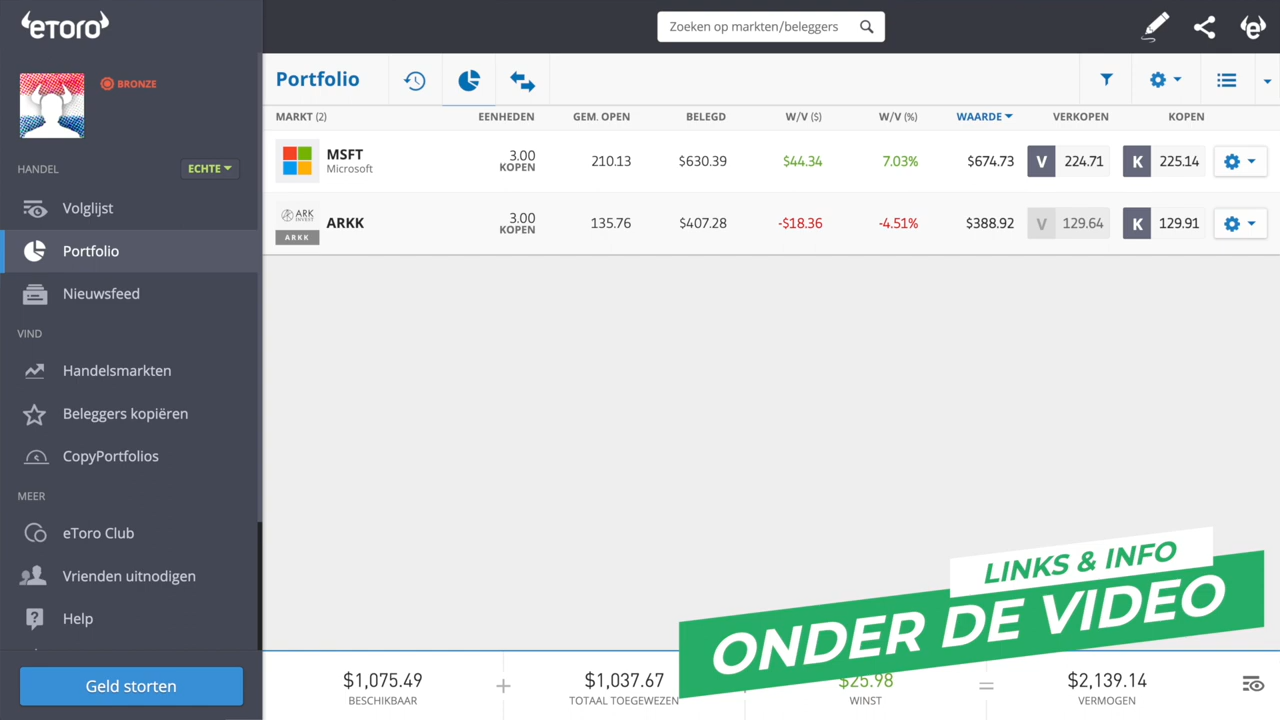 eTORO
Zoeken op markten/beleggers
BRONZE
HANDEL
ECHTE
Volglijst
Portfolio
Nieuwsfeed
VIND
Handelsmarkten
Beleggers kopiëren
CopyPortfolios
MEER
eToro Club
Vrienden uitnodigen
Help
Geld storten
Portfolio
MARKT (2) EENHEDEN GEM. OPEN BELEGD W/V ($) W/V (%) WAARDE VERKOPEN KOPEN
MSFT
Microsoft
3.00
KOPEN
210.13 $630.39 $44.34 7.03% $674.73 V 224.71 K 225.14
ARK
INVEST
ARKK
ARKK
3.00
KOPEN
135.76 $407.28 -$18.36 -4.51% $388.92 V 129.64 K 129.91
LINKS & INFO
ONDER DE VIDEO
$1,075.49 + $1,037.67 $25.98 = $2,139.14
BESCHIKBAAR TOTAAL TOEGEWEZEN WINST VERMOGEN